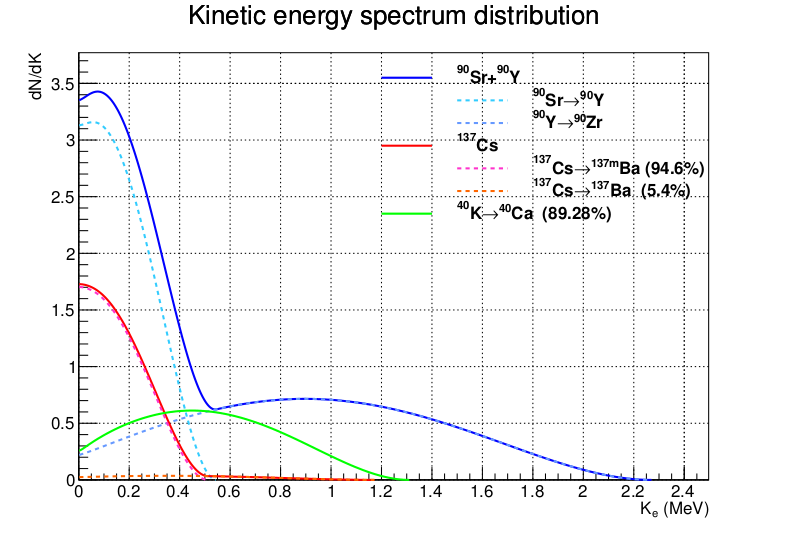 Kinetic energy spectrum distribution
dN/dK
⁹⁰Sr+⁹⁰Y
⁹⁰Sr→⁹⁰Y
⁹⁰Y→⁹⁰Zr
¹³⁷Cs
¹³⁷Cs→¹³⁷ᵐBa (94.6%)
¹³⁷Cs→¹³⁷Ba (5.4%)
⁴⁰K→⁴⁰Ca (89.28%)
3.5
3
2.5
2
1.5
1
0.5
0
0 0.2 0.4 0.6 0.8 1 1.2 1.4 1.6 1.8 2 2.2 2.4
Kₑ (MeV)